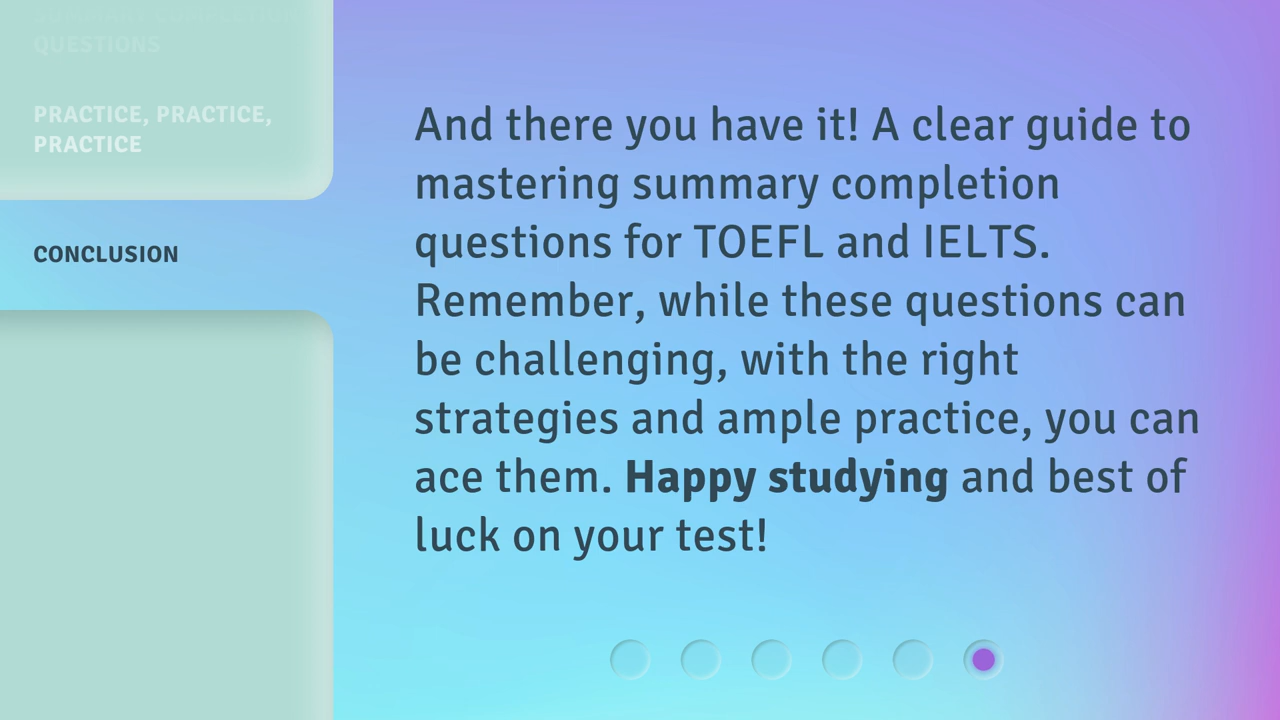 QUESTIONS
PRACTICE, PRACTICE,
PRACTICE
CONCLUSION
And there you have it! A clear guide to
mastering summary completion
questions for TOEFL and IELTS.
Remember, while these questions can
be challenging, with the right
strategies and ample practice, you can
ace them. Happy studying and best of
luck on your test!